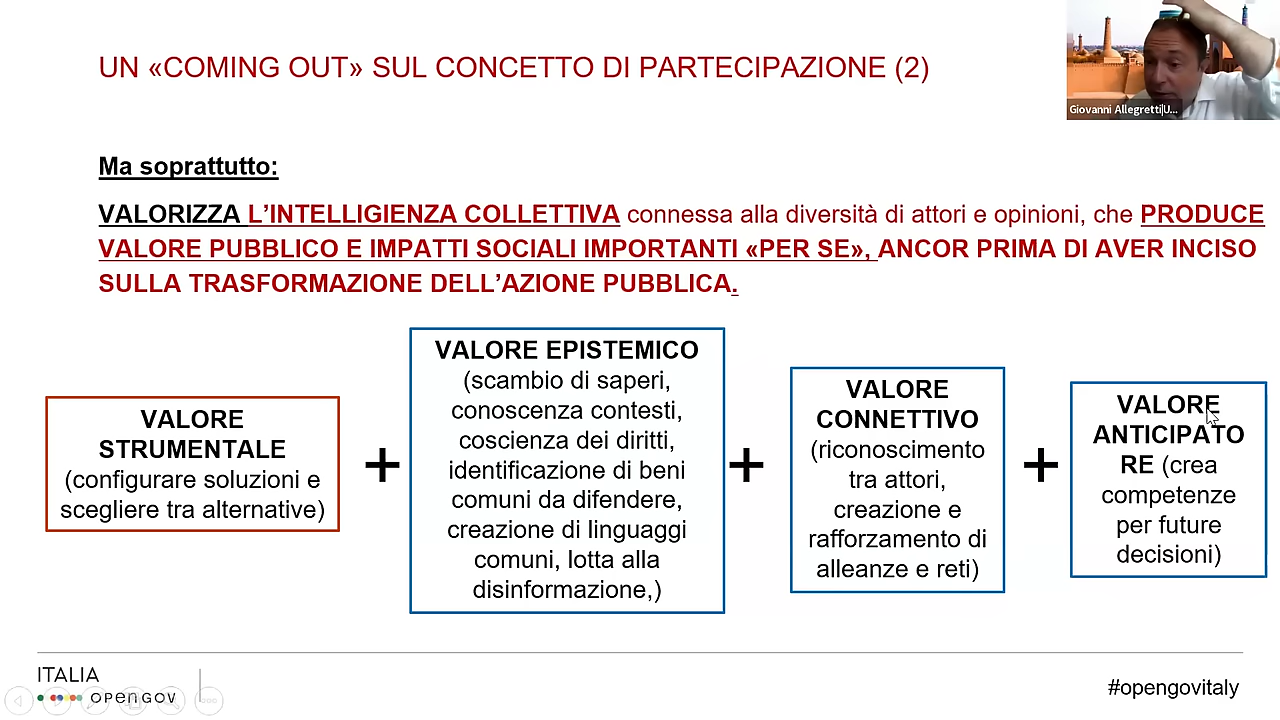 UN «COMING OUT» SUL CONCETTO DI PARTECIPAZIONE (2)
Giovanni Allegretti|U...
Ma soprattutto:
VALORIZZA L’INTELLIGIENZA COLLETTIVA connessa alla diversità di attori e opinioni, che PRODUCE
VALORE PUBBLICO E IMPATTI SOCIALI IMPORTANTI «PER SE», ANCOR PRIMA DI AVER INCISO
SULLA TRASFORMAZIONE DELL’AZIONE PUBBLICA.
VALORE
STRUMENTALE
(configurare soluzioni e
scegliere tra alternative)
+
VALORE EPISTEMICO
(scambio di saperi,
conoscenza contesti,
coscienza dei diritti,
identificazione di beni
comuni da difendere,
creazione di linguaggi
comuni, lotta alla
disinformazione,)
+
VALORE
CONNETTIVO
(riconoscimento
tra attori,
creazione e
rafforzamento di
alleanze e reti)
+
VALORE
ANTICIPATO
RE (crea
competenze
per future
decisioni)
ITALIA
open gov
#opengovitaly